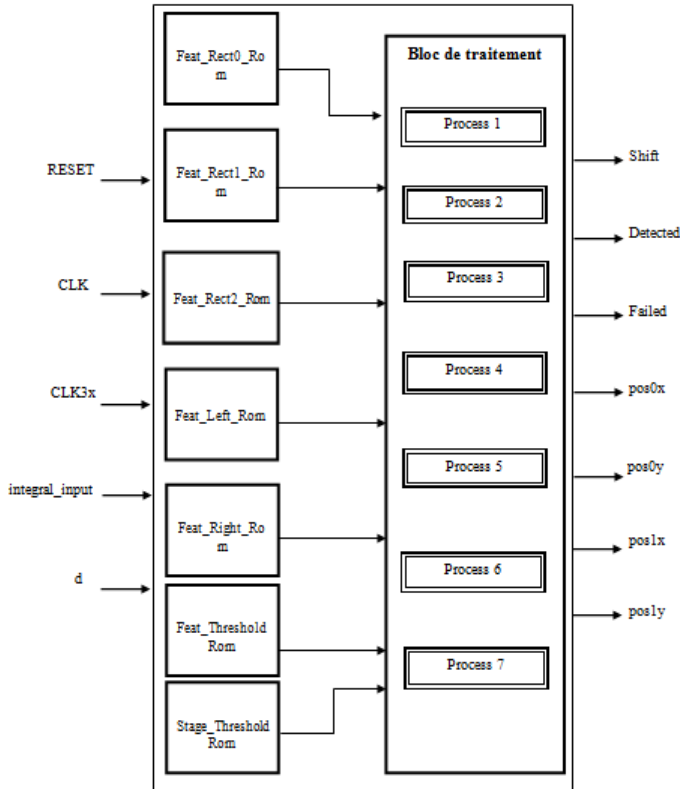 RESET
CLK
CLK3x
integral_input
d
Feat_Rect0_Ro
m
Feat_Rect1_Ro
m
Feat_Rect2_Rom
Feat_Left_Rom
Feat_Right_Ro
m
Feat_Threshold
Rom
Stage_Threshold
Rom
Bloc de traitement
Process 1
Process 2
Process 3
Process 4
Process 5
Process 6
Process 7
Shift
Detected
Failed
pos0x
pos0y
pos1x
pos1y